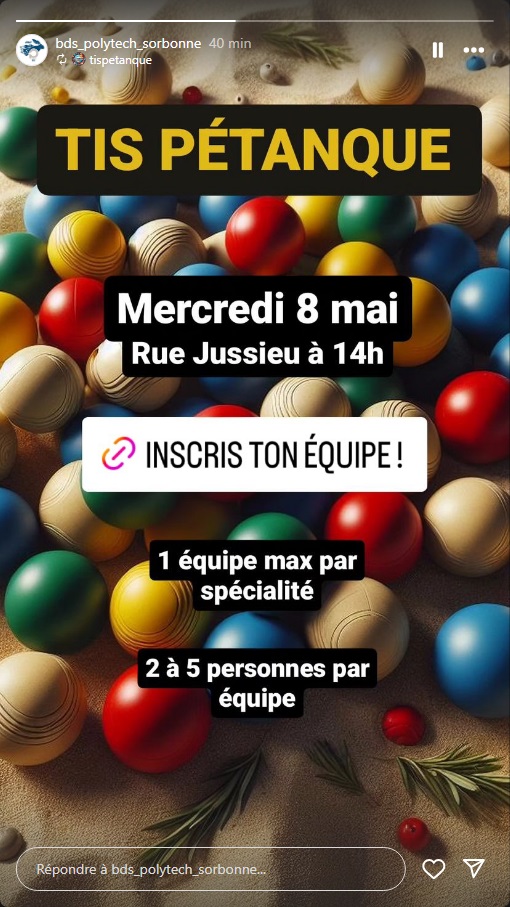 bds_polytech_sorbonne 40 min
tispetanque
TIS PÉTANQUE
Mercredi 8 mai
Rue Jussieu à 14h
INSCRIS TON ÉQUIPE !
1 équipe max par
spécialité
2 à 5 personnes par
équipe
Répondre à bds_polytech_sorbonne...